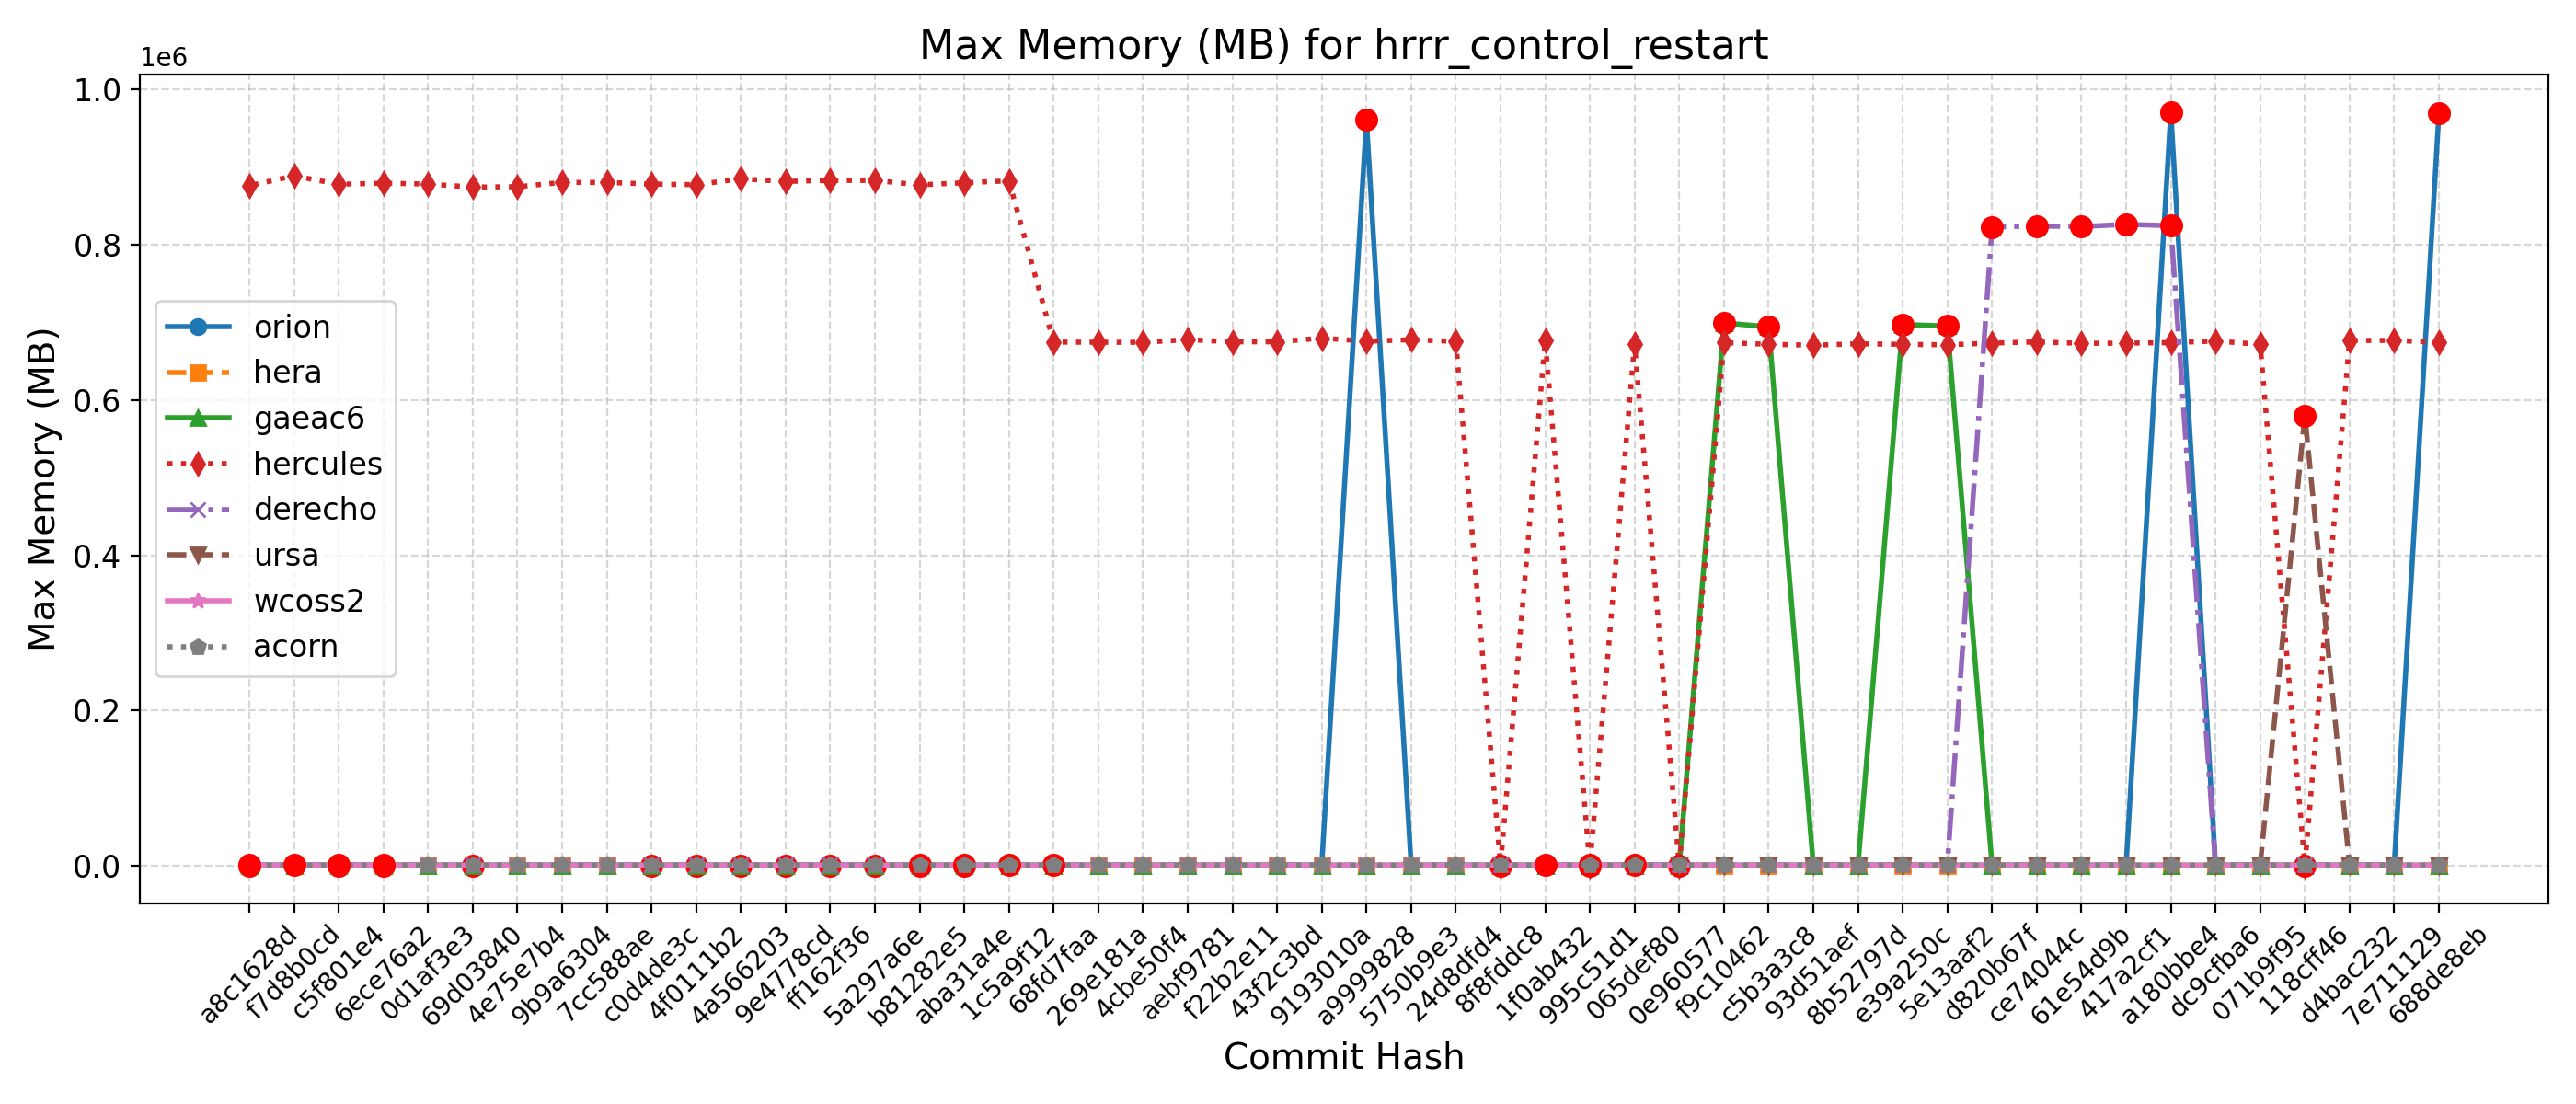 Max Memory (MB) for hrrr_control_restart
1e6
1.0
0.8
0.6
0.4
0.2
0.0
Max Memory (MB)
orion
hera
gaeac6
hercules
derecho
ursa
wcoss2
acorn
a8c1628d
f7d8b0cd
c5f801e4
6ece76a2
0d1af3e3
69d03840
4e75e7b4
9b9a6304
7cc588ae
c0d4de3c
4f0111b2
4a566203
9e4778cd
ff162f36
5a297a6e
b81282e5
aba31a4e
1c5a9f12
68fd7faa
269e181a
4cbe50f4
aebf9781
f22b2e11
43f2c3bd
9193010a
a9999828
5750b9e3
24d8dfd4
8f8fddc8
1f0ab432
995c51d1
065def80
0e960577
f9c10462
c5b3a3c8
93d51aef
8b52797d
e39a250c
5e13aaf2
d820b67f
ce74044c
61e54d9b
417a2cf1
a180bbe4
dc9cfba6
071b9f95
118cff46
d4bac232
7e711129
688de8eb
Commit Hash